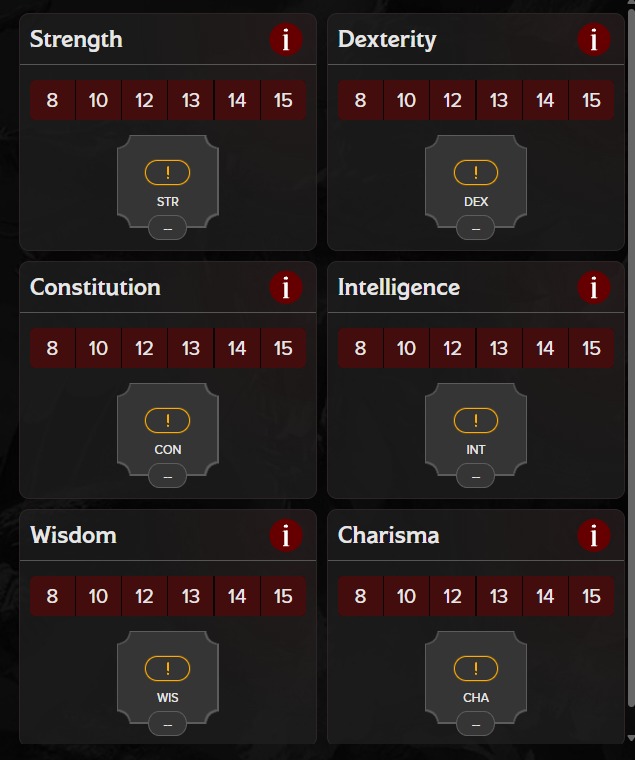 Strength i
8 10 12 13 14 15
!
STR
--
Dexterity i
8 10 12 13 14 15
!
DEX
--
Constitution i
8 10 12 13 14 15
!
CON
--
Intelligence i
8 10 12 13 14 15
!
INT
--
Wisdom i
8 10 12 13 14 15
!
WIS
--
Charisma i
8 10 12 13 14 15
!
CHA
--